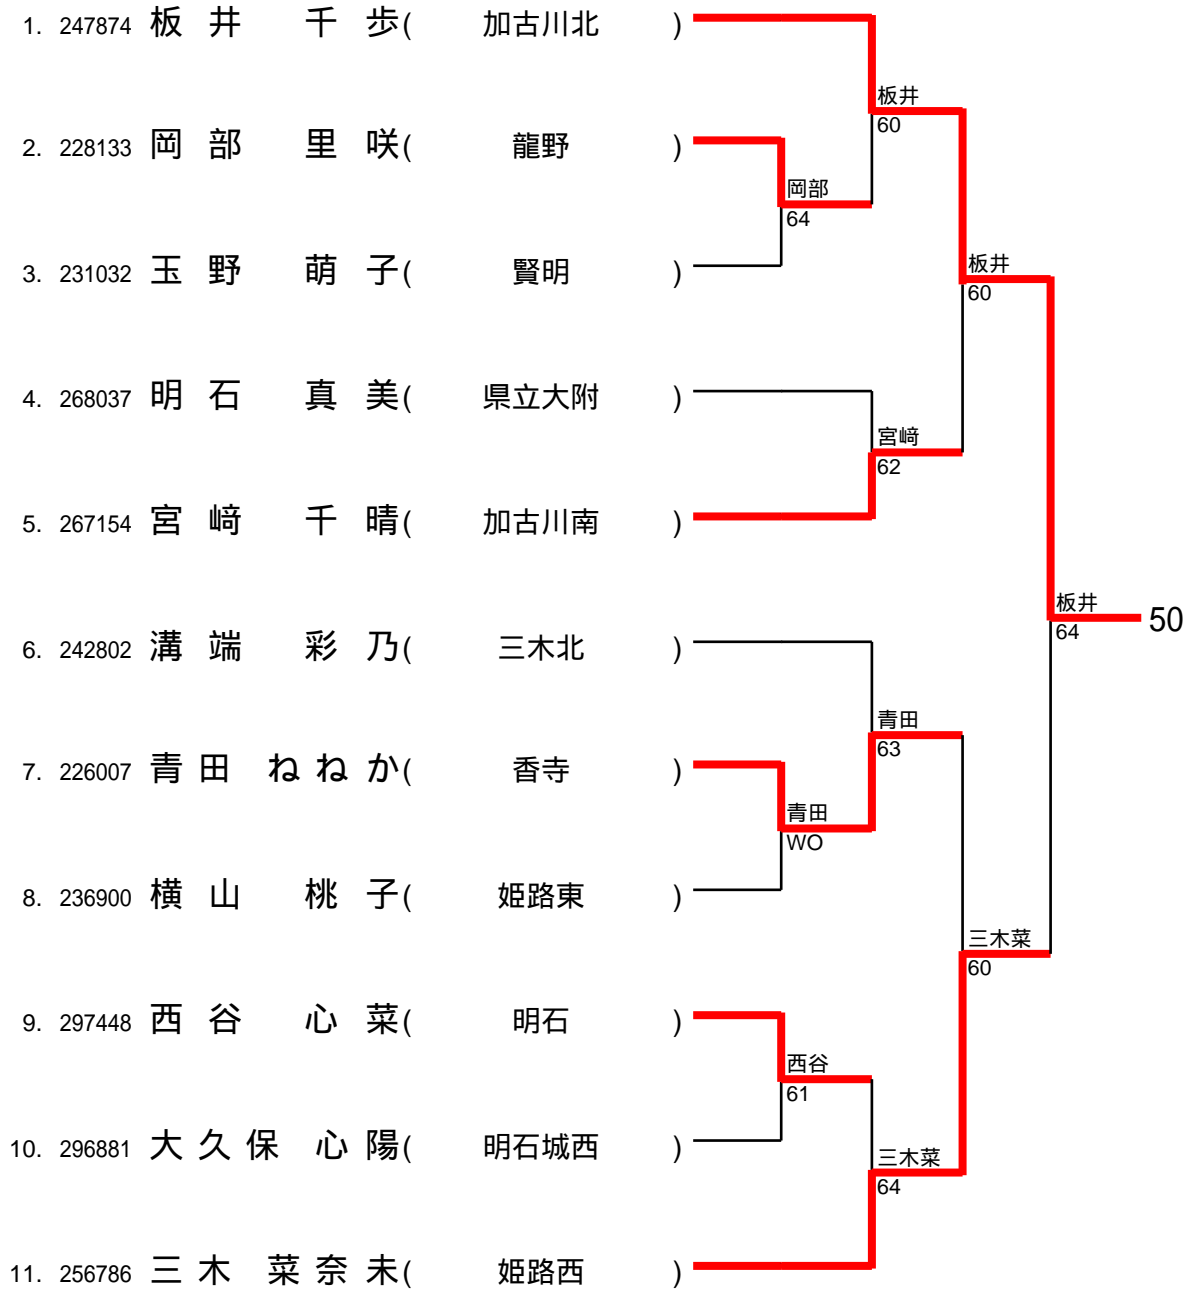 1. 247874 板井 千歩( 加古川北 )
板井
60
2. 228133 岡部 里咲( 龍野 )
岡部
64
3. 231032 玉野 萌子( 賢明 )
板井
60
4. 268037 明石 真美( 県立大附 )
宮﨑
62
5. 267154 宮﨑 千晴( 加古川南 )
板井
64
50
6. 242802 溝端 彩乃( 三木北 )
青田
63
7. 226007 青田 ねねか( 香寺 )
青田
WO
8. 236900 横山 桃子( 姫路東 )
三木菜
60
9. 297448 西谷 心菜( 明石 )
西谷
61
10. 296881 大久保 心陽( 明石城西 )
三木菜
64
11. 256786 三木 菜奈未( 姫路西 )